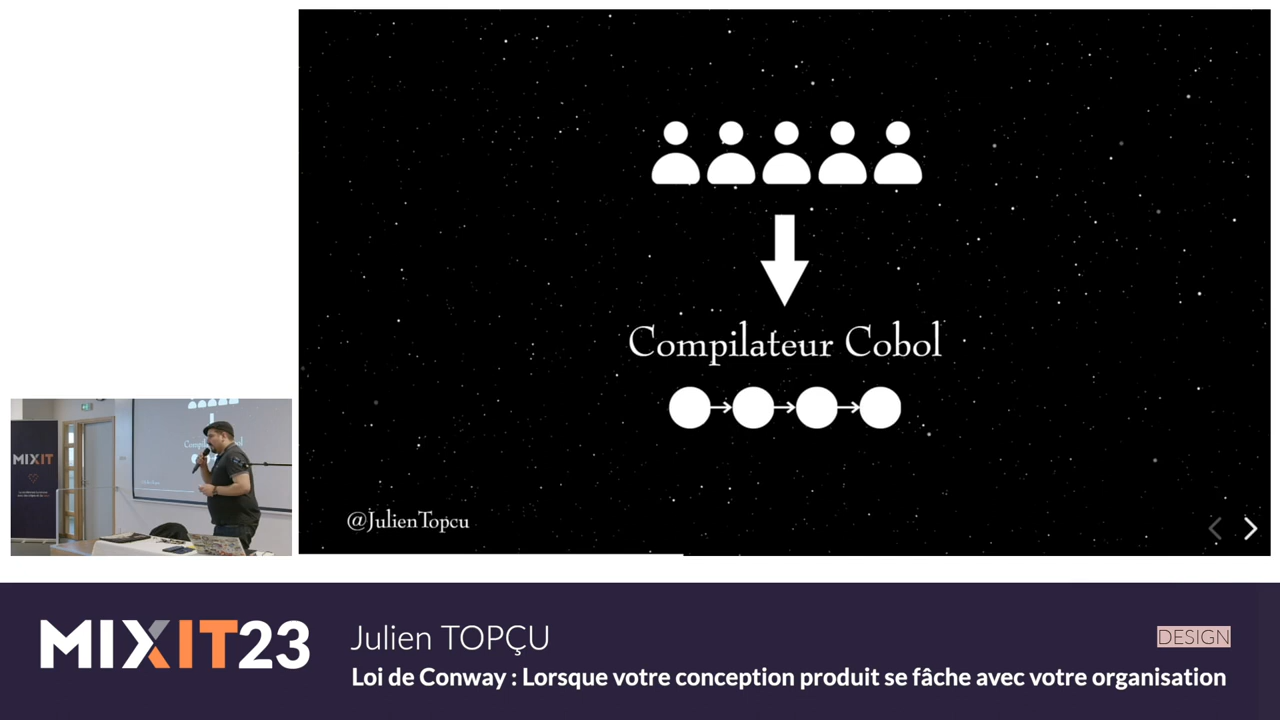 Compilateur Cobol
@JulienTopcu
MIXIT
MIXIT23
Julien TOPÇU
DESIGN
Loi de Conway : Lorsque votre conception produit se fâche avec votre organisation